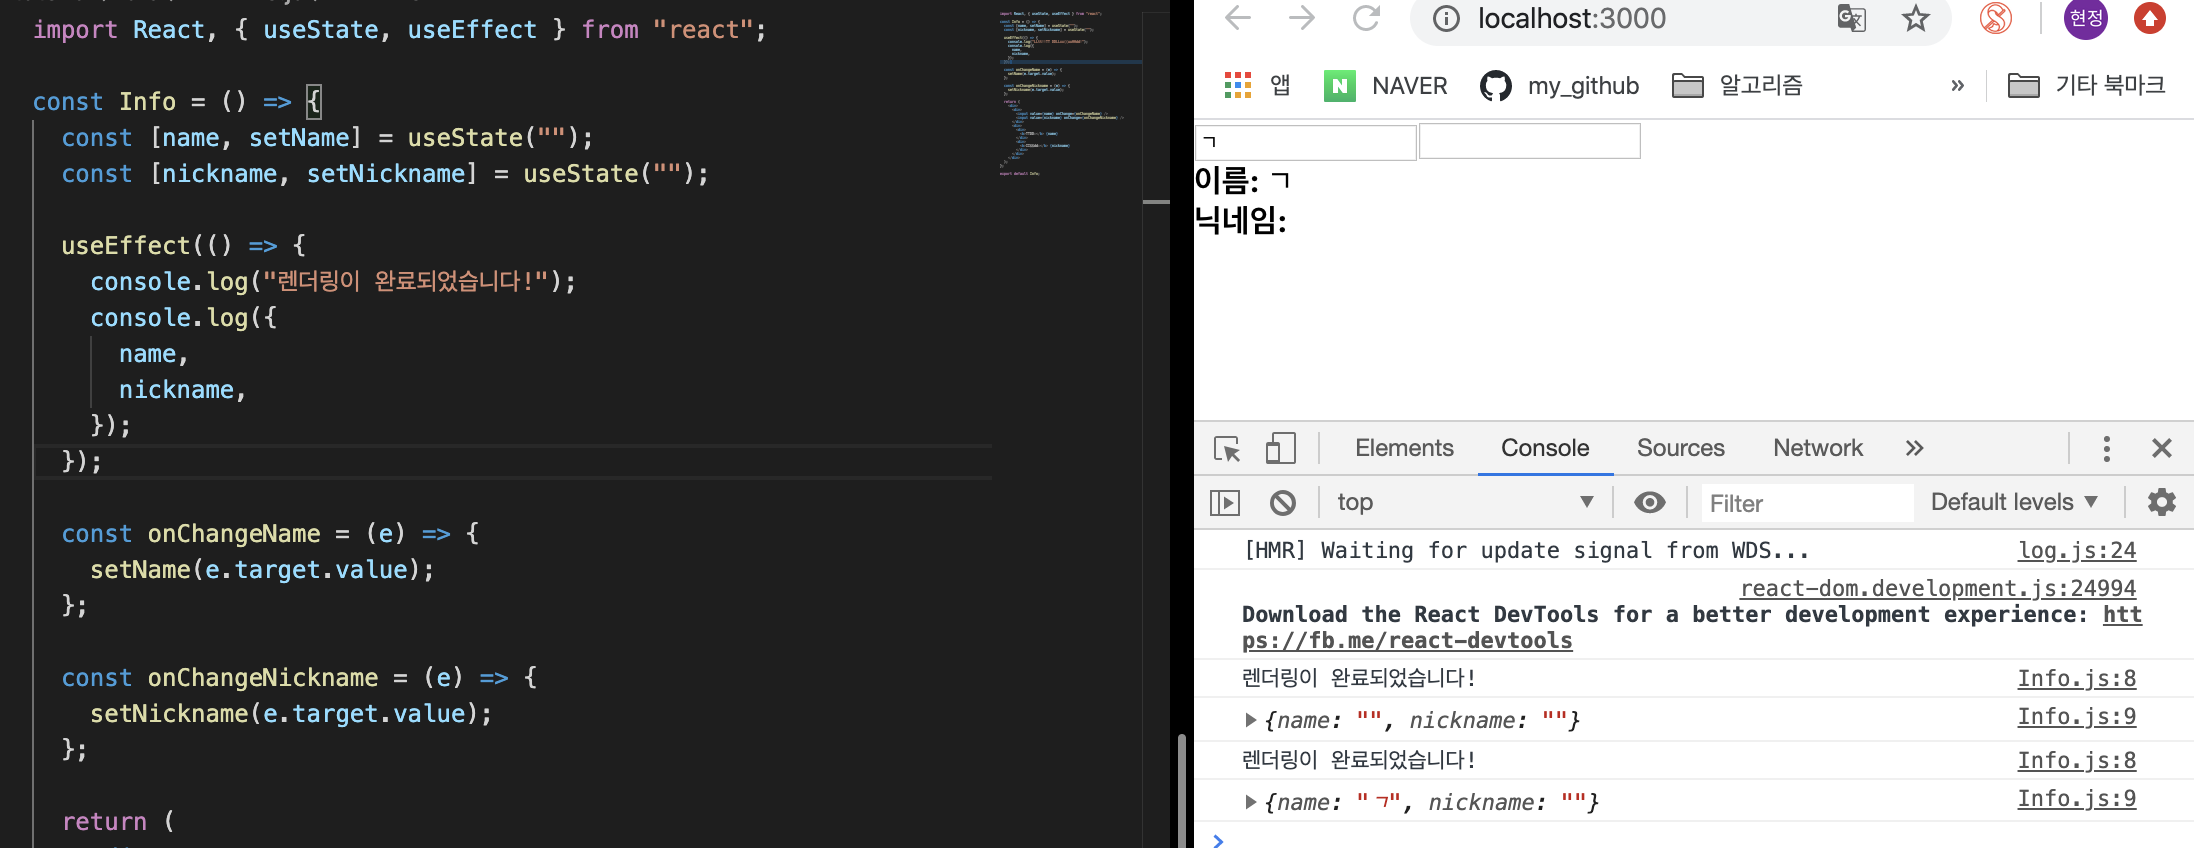 import React, { useState, useEffect } from "react";
const Info = () => {
const [name, setName] = useState("");
const [nickname, setNickname] = useState("");
useEffect(() => {
console.log("렌더링이 완료되었습니다!");
console.log({
name,
nickname,
});
});
const onChangeName = (e) => {
setName(e.target.value);
};
const onChangeNickname = (e) => {
setNickname(e.target.value);
};
return (
localhost:3000
현정
앱 NAVER my_github 알고리즘 » 기타 북마크
ㄱ
이름: ㄱ
닉네임:
Elements Console Sources Network »
top Filter Default levels
[HMR] Waiting for update signal from WDS... log.js:24
react-dom.development.js:24994
Download the React DevTools for a better development experience: htt
ps://fb.me/react-devtools
렌더링이 완료되었습니다! Info.js:8
{name: "", nickname: ""} Info.js:9
렌더링이 완료되었습니다! Info.js:8
{name: "ㄱ", nickname: ""} Info.js:9